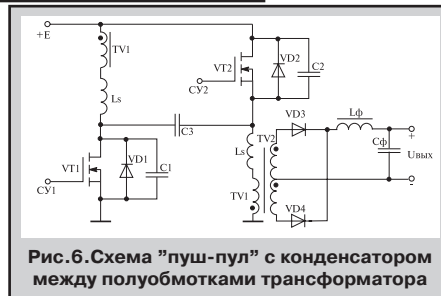 +E
TV1
VT2
VD2
C2
СУ2
Ls
C3
VD3
Lф
TV2
Ls
+
Cф
Uвых
VT1
VD1
C1
СУ1
TV1
VD4
-
Рис.6.Схема ”пуш-пул” с конденсатором
между полуобмотками трансформатора